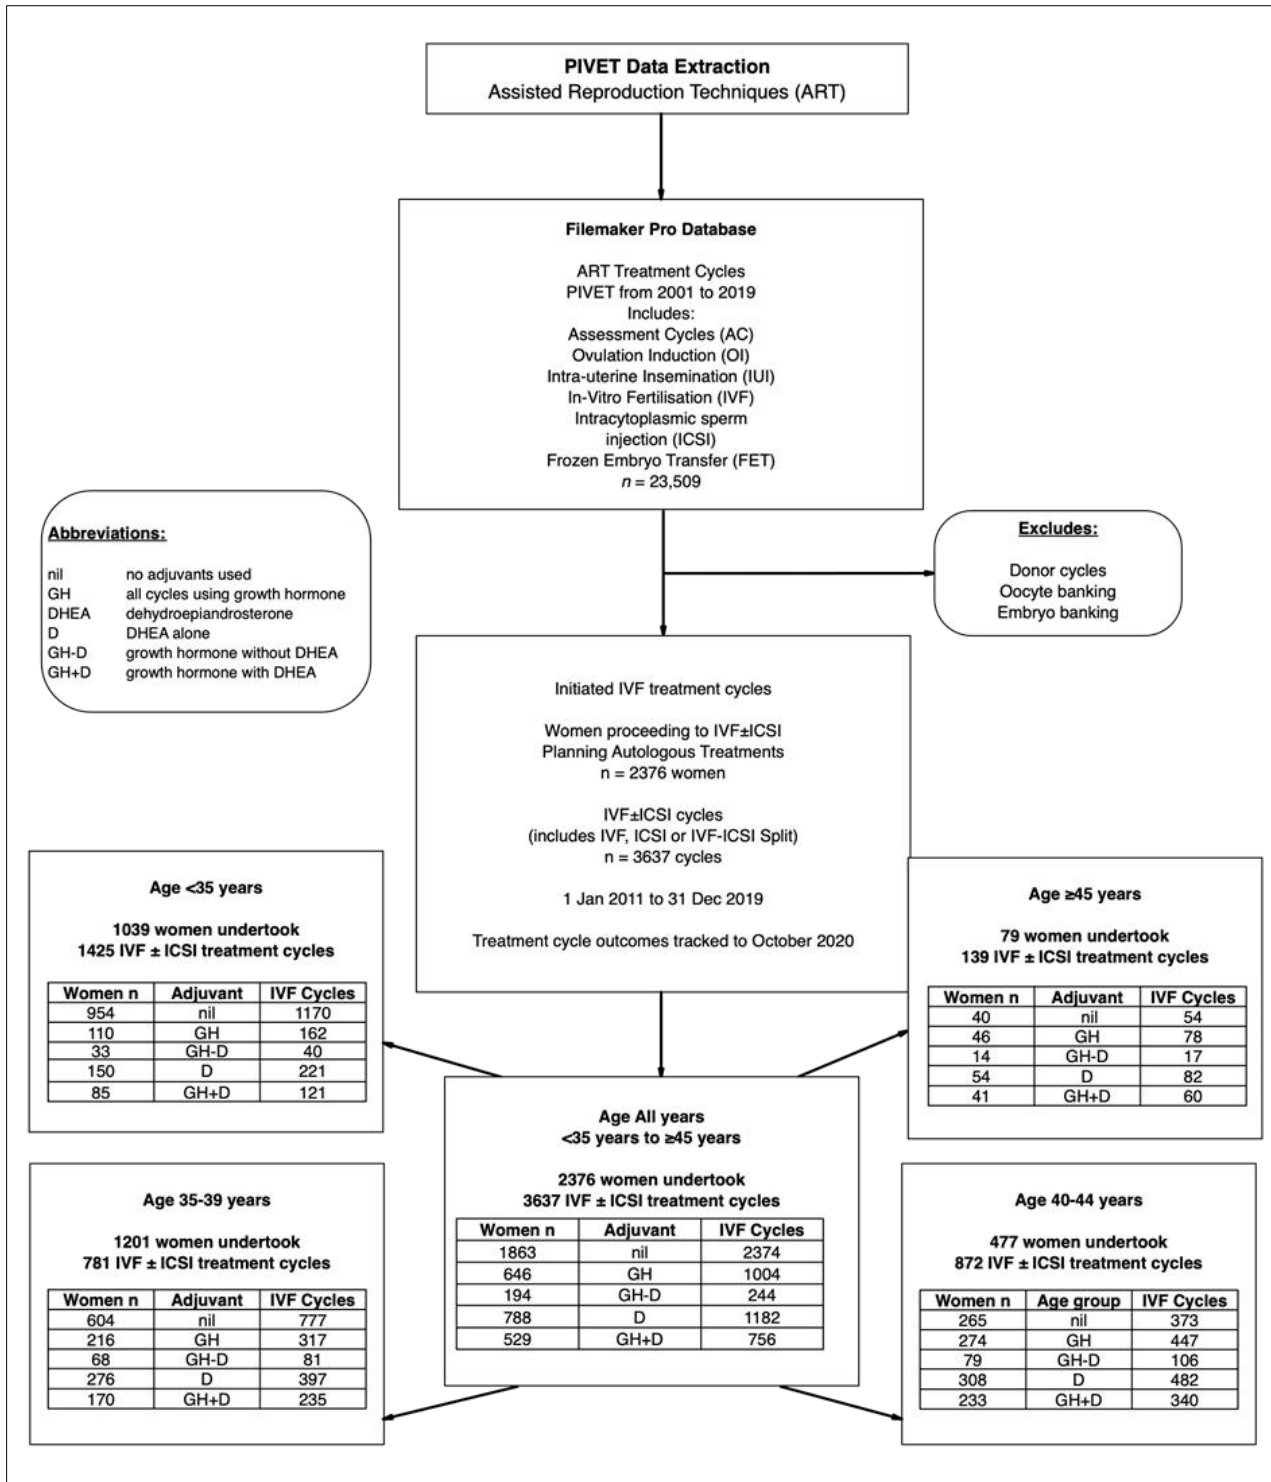 PIVET Data Extraction
Assisted Reproduction Techniques (ART)
Filemaker Pro Database
ART Treatment Cycles
PIVET from 2001 to 2019
Includes:
Assessment Cycles (AC)
Ovulation Induction (OI)
Intra-uterine Insemination (IUI)
In-Vitro Fertilisation (IVF)
Intracytoplasmic sperm
injection (ICSI)
Frozen Embryo Transfer (FET)
n = 23,509
Abbreviations:
nil no adjuvants used
GH all cycles using growth hormone
DHEA dehydroepiandrosterone
D DHEA alone
GH-D growth hormone without DHEA
GH+D growth hormone with DHEA
Excludes:
Donor cycles
Oocyte banking
Embryo banking
Initiated IVF treatment cycles
Women proceeding to IVF±ICSI
Planning Autologous Treatments
n = 2376 women
IVF±ICSI cycles
(includes IVF, ICSI or IVF-ICSI Split)
n = 3637 cycles
1 Jan 2011 to 31 Dec 2019
Treatment cycle outcomes tracked to October 2020
Age <35 years
1039 women undertook
1425 IVF ± ICSI treatment cycles
Women n Adjuvant IVF Cycles
954 nil 1170
110 GH 162
33 GH-D 40
150 D 221
85 GH+D 121
Age ≥45 years
79 women undertook
139 IVF ± ICSI treatment cycles
Women n Adjuvant IVF Cycles
40 nil 54
46 GH 78
14 GH-D 17
54 D 82
41 GH+D 60
Age All years
<35 years to ≥45 years
2376 women undertook
3637 IVF ± ICSI treatment cycles
Women n Adjuvant IVF Cycles
1863 nil 2374
646 GH 1004
194 GH-D 244
788 D 1182
529 GH+D 756
Age 35-39 years
1201 women undertook
781 IVF ± ICSI treatment cycles
Women n Adjuvant IVF Cycles
604 nil 777
216 GH 317
68 GH-D 81
276 D 397
170 GH+D 235
Age 40-44 years
477 women undertook
872 IVF ± ICSI treatment cycles
Women n Age group IVF Cycles
265 nil 373
274 GH 447
79 GH-D 106
308 D 482
233 GH+D 340